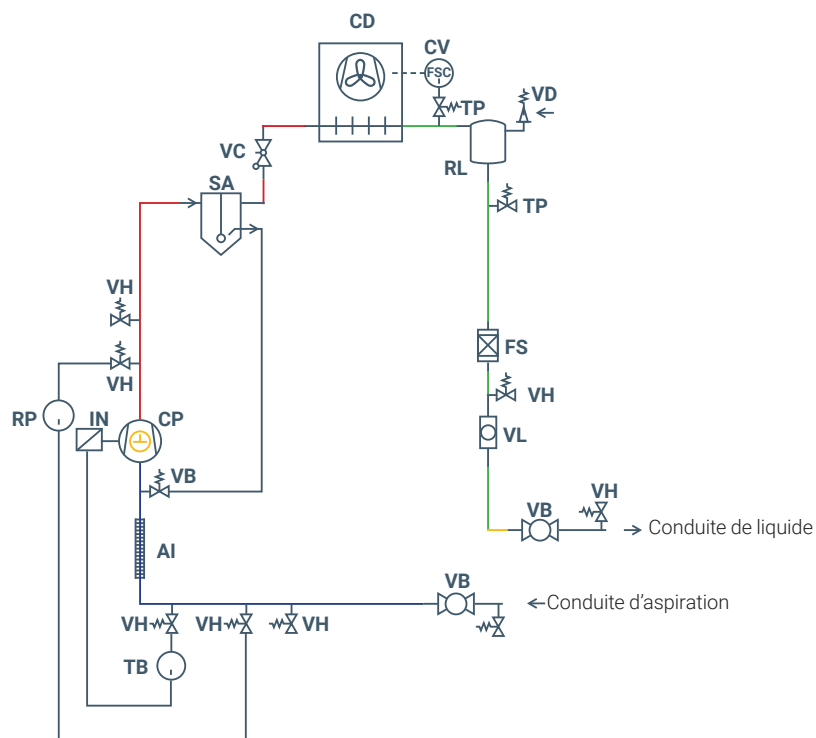 CD
CV
FSC
TP
VD
VC
RL
SA
TP
VH
FS
VH
VH
RP
IN
CP
VL
VB
VH
VB
Conduite de liquide
AI
VB
Conduite d'aspiration
VH
VH
VH
TB